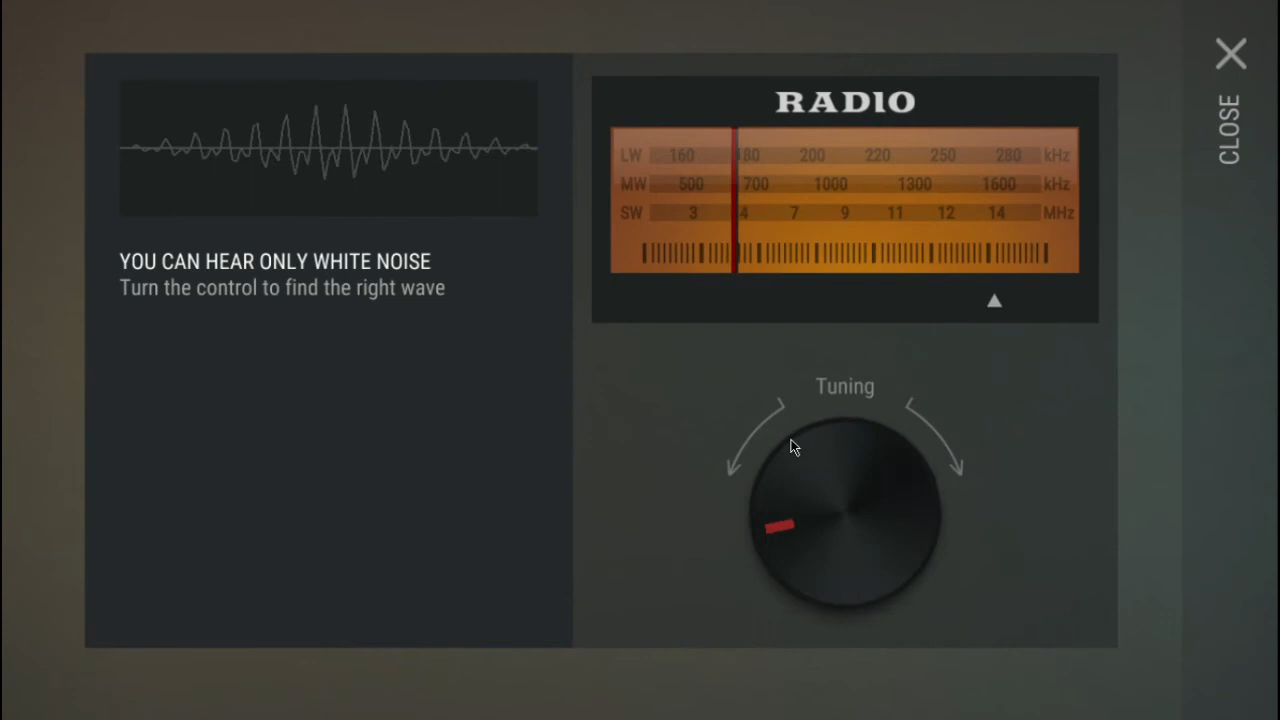 CLOSE
RADIO
LW 160 180 200 220 250 280 kHz
MW 500 700 1000 1300 1600 kHz
SW 3 4 7 9 11 12 14 MHz
YOU CAN HEAR ONLY WHITE NOISE
Turn the control to find the right wave
Tuning